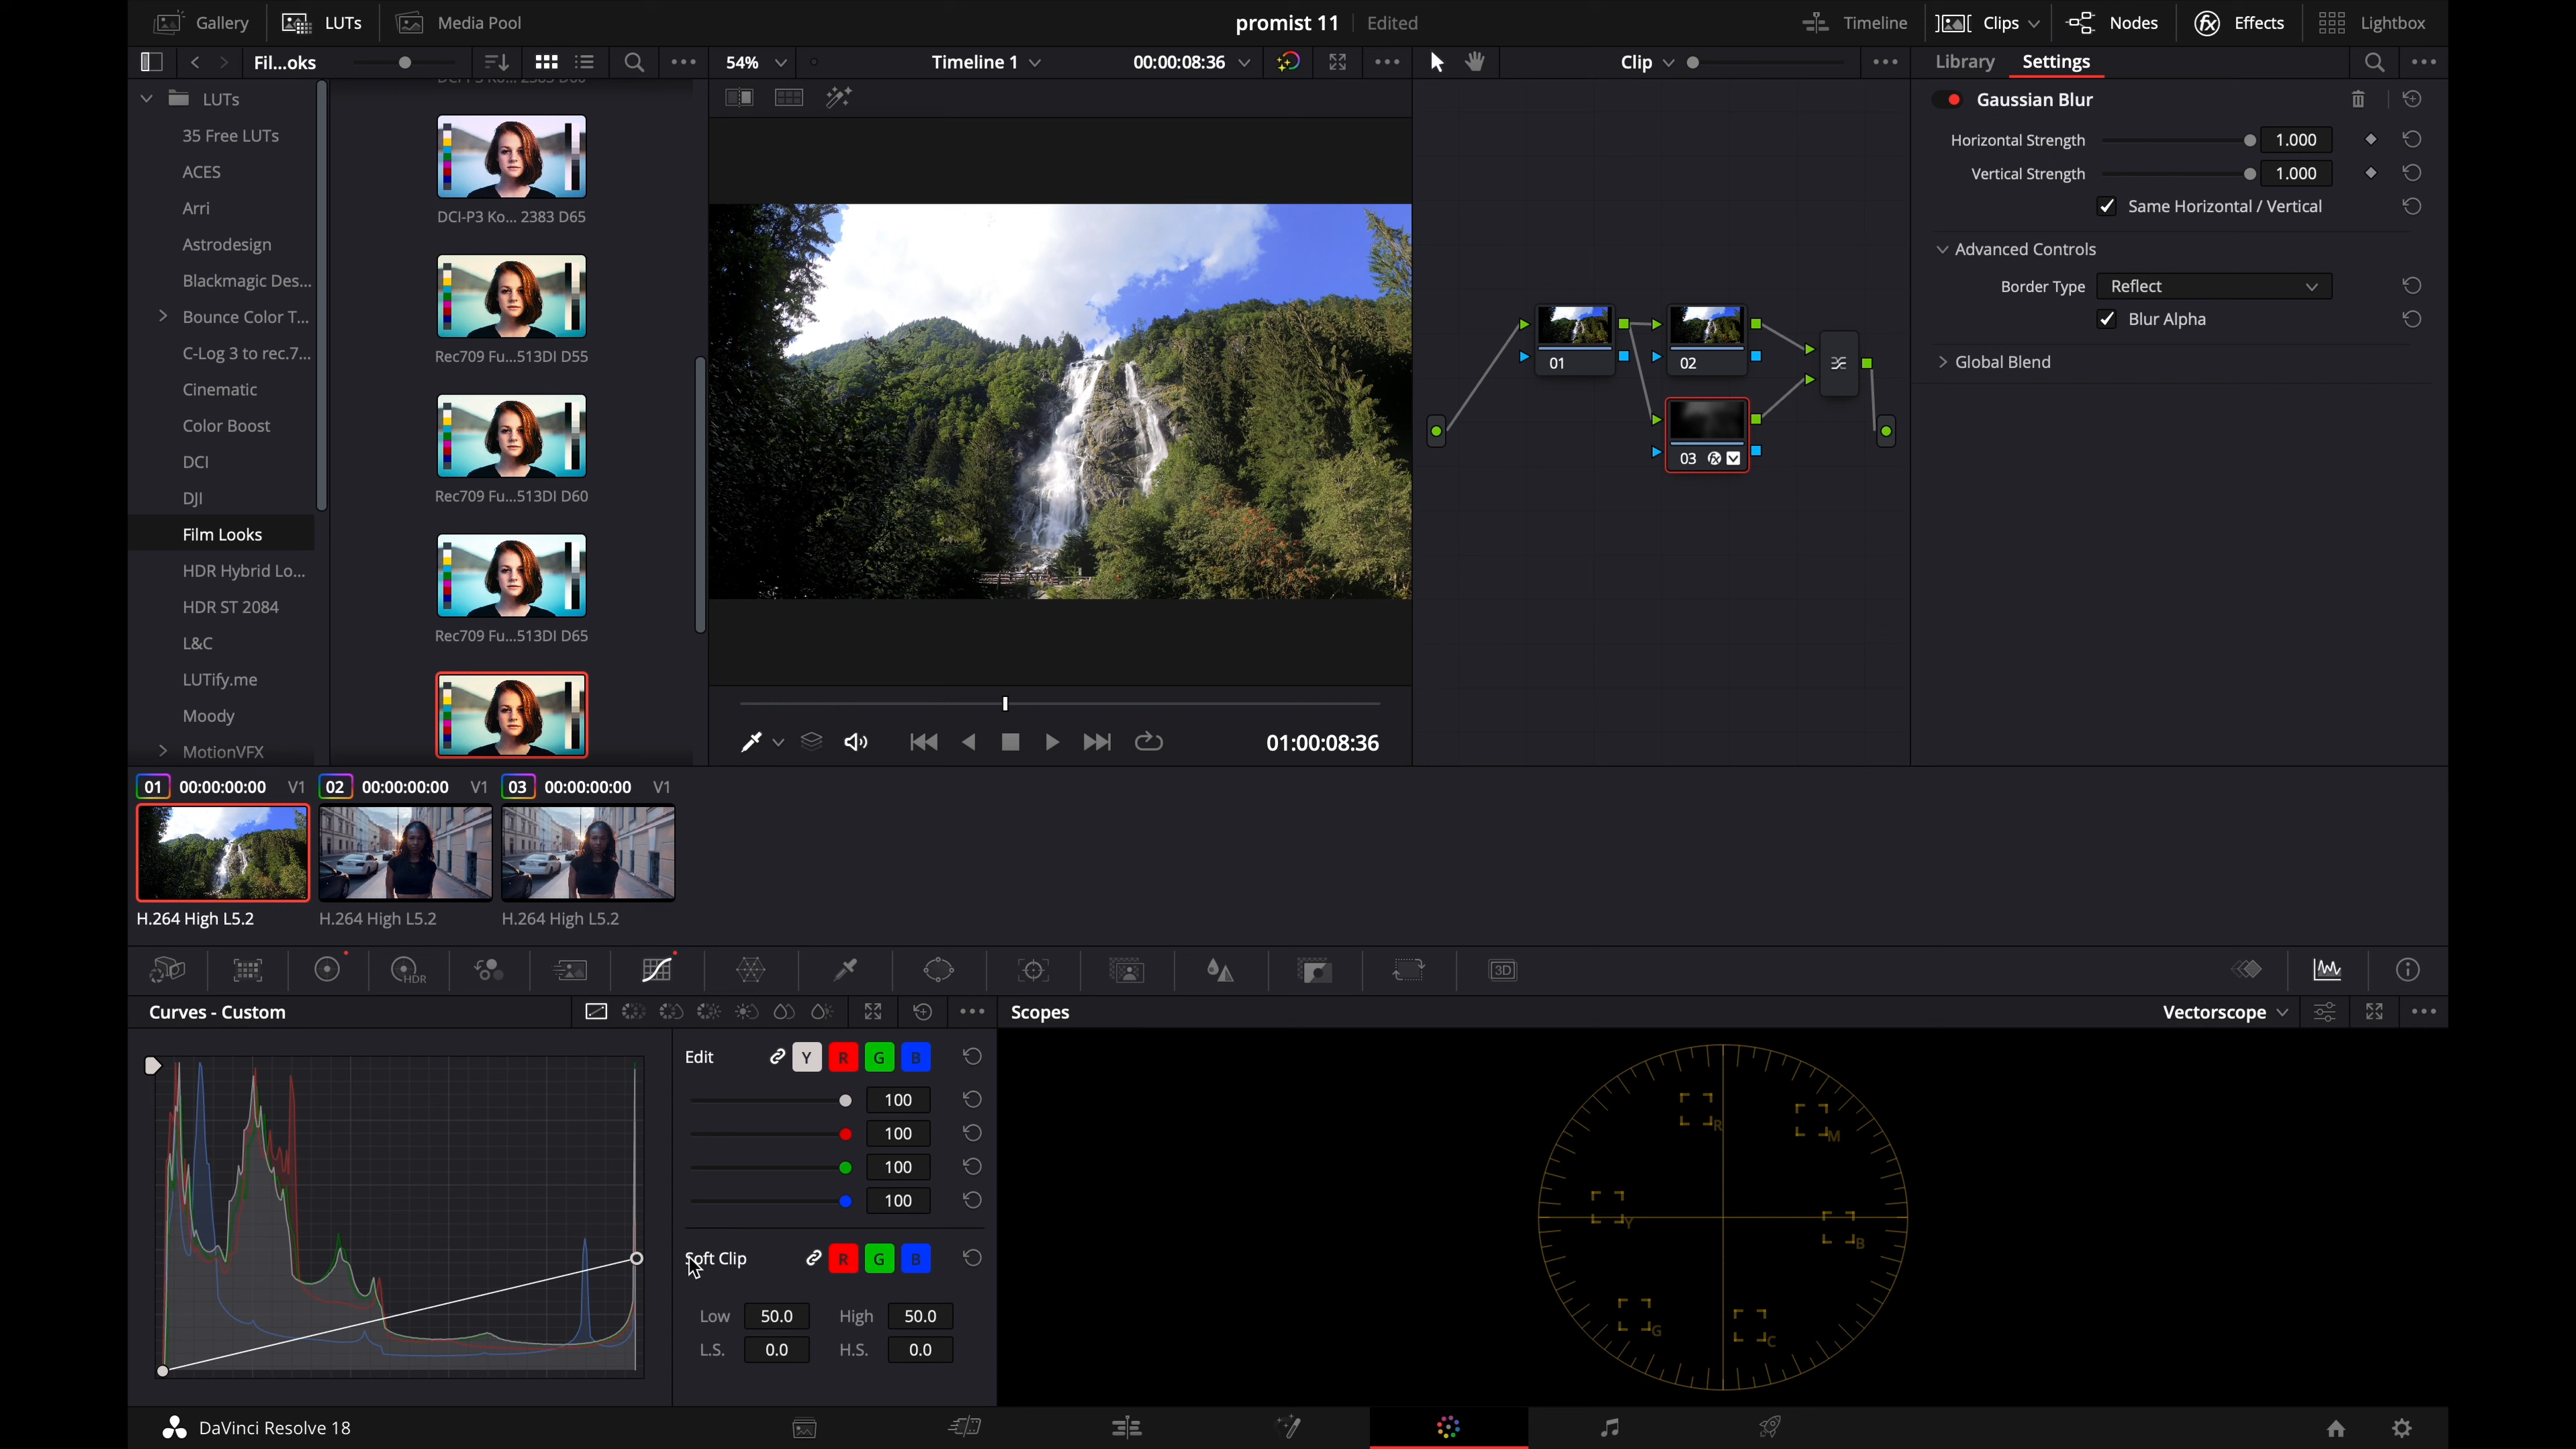 Gallery LUTs Media Pool promist 11 Edited Timeline Clips Nodes Effects Lightbox
Fil...oks 54% Timeline 1 00:00:08:36 Clip Library Settings
LUTs
35 Free LUTs
ACES
Arri
Astrodesign
Blackmagic Des...
Bounce Color T...
C-Log 3 to rec.7...
Cinematic
Color Boost
DCI
DJI
Film Looks
HDR Hybrid Lo...
HDR ST 2084
L&C
LUTify.me
Moody
MotionVFX
DCI-P3 Ko... 2383 D60
DCI-P3 Ko... 2383 D65
Rec709 Fu...513DI D55
Rec709 Fu...513DI D60
Rec709 Fu...513DI D65
01:00:08:36
01
02
03
Gaussian Blur
Horizontal Strength 1.000
Vertical Strength 1.000
Same Horizontal / Vertical
Advanced Controls
Border Type Reflect
Blur Alpha
Global Blend
01 00:00:00:00 V1 02 00:00:00:00 V1 03 00:00:00:00 V1
H.264 High L5.2 H.264 High L5.2 H.264 High L5.2
HDR 3D
Curves - Custom Scopes Vectorscope
Edit Y R G B
100
100
100
100
Soft Clip R G B
Low 50.0 High 50.0
L.S. 0.0 H.S. 0.0
R
M
Y
B
G
C
DaVinci Resolve 18